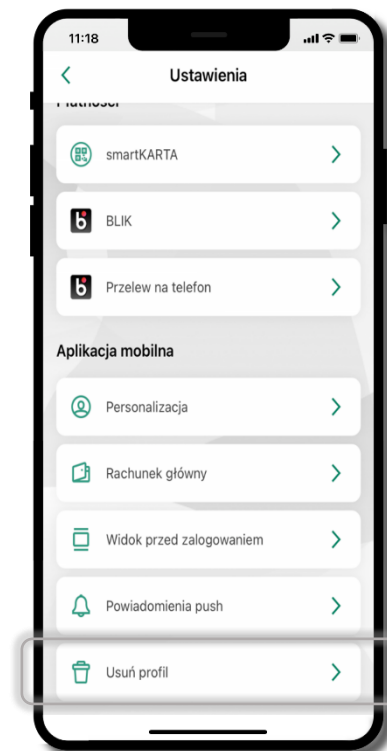 11:18
Ustawienia
Płatności
smartKARTA
BLIK
Przelew na telefon
Aplikacja mobilna
Personalizacja
Rachunek główny
Widok przed zalogowaniem
Powiadomienia push
Usuń profil